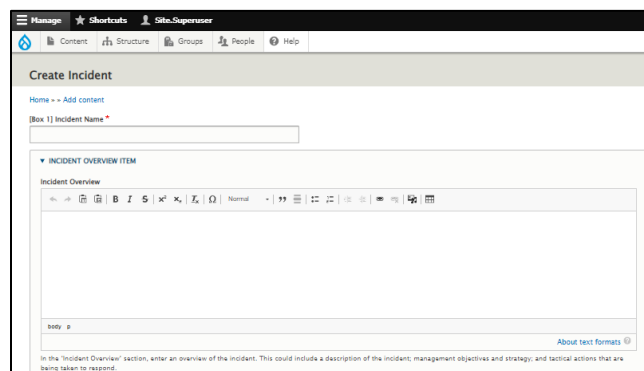 Manage Shortcuts Site.Superuser
Content Structure Groups People Help
Create Incident
Home » » Add content
[Box 1] Incident Name *
▼ INCIDENT OVERVIEW ITEM
Incident Overview
B I S x² xₓ Iₓ Ω Normal
body p
About text formats
In the 'Incident Overview' section, enter an overview of the incident. This could include a description of the incident; management objectives and strategy; and tactical actions that are
being taken to respond.